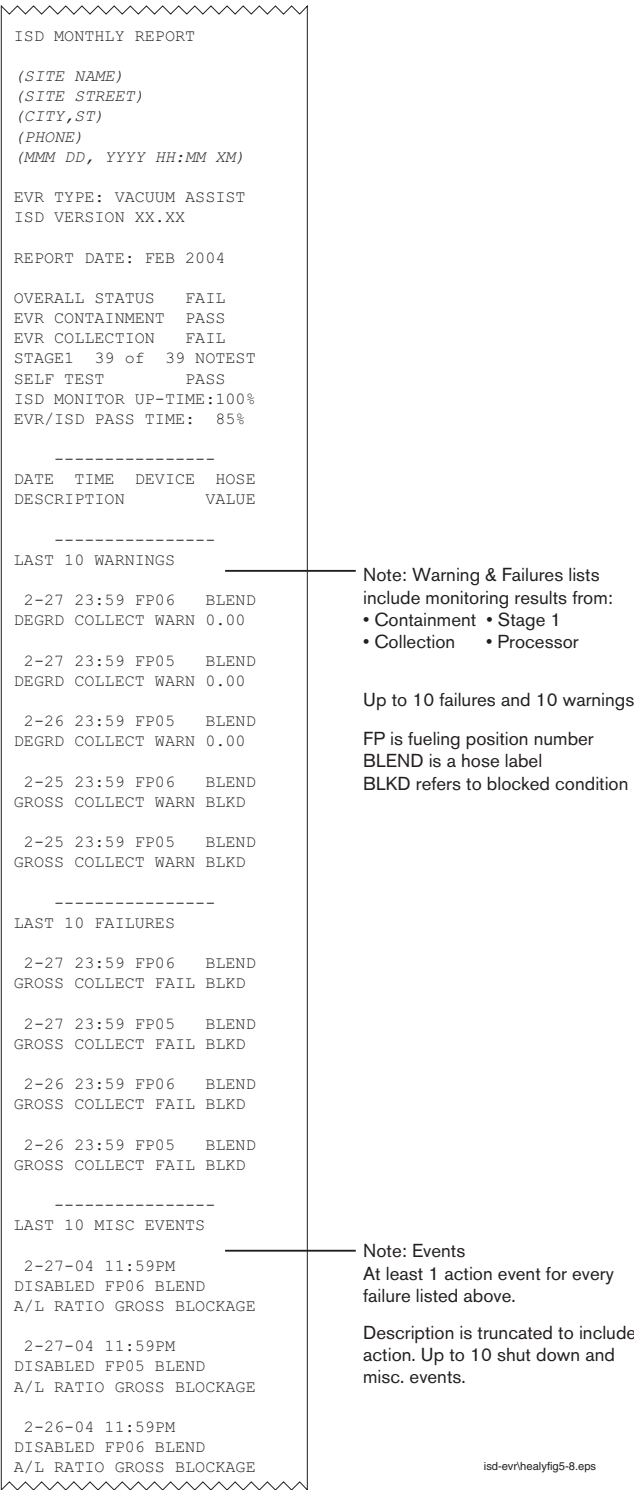 ISD MONTHLY REPORT
(SITE NAME)
(SITE STREET)
(CITY,ST)
(PHONE)
(MMM DD, YYYY HH:MM XM)
EVR TYPE: VACUUM ASSIST
ISD VERSION XX.XX
REPORT DATE: FEB 2004
OVERALL STATUS FAIL
EVR CONTAINMENT PASS
EVR COLLECTION FAIL
STAGE1 39 of 39 NOTEST
SELF TEST PASS
ISD MONITOR UP-TIME:100%
EVR/ISD PASS TIME: 85%
----------------
DATE TIME DEVICE HOSE
DESCRIPTION VALUE
----------------
LAST 10 WARNINGS
2-27 23:59 FP06 BLEND
DEGRD COLLECT WARN 0.00
2-27 23:59 FP05 BLEND
DEGRD COLLECT WARN 0.00
2-26 23:59 FP05 BLEND
DEGRD COLLECT WARN 0.00
2-25 23:59 FP06 BLEND
GROSS COLLECT WARN BLKD
2-25 23:59 FP05 BLEND
GROSS COLLECT WARN BLKD
----------------
LAST 10 FAILURES
2-27 23:59 FP06 BLEND
GROSS COLLECT FAIL BLKD
2-27 23:59 FP05 BLEND
GROSS COLLECT FAIL BLKD
2-26 23:59 FP06 BLEND
GROSS COLLECT FAIL BLKD
2-26 23:59 FP05 BLEND
GROSS COLLECT FAIL BLKD
----------------
LAST 10 MISC EVENTS
2-27-04 11:59PM
DISABLED FP06 BLEND
A/L RATIO GROSS BLOCKAGE
2-27-04 11:59PM
DISABLED FP05 BLEND
A/L RATIO GROSS BLOCKAGE
2-26-04 11:59PM
DISABLED FP06 BLEND
A/L RATIO GROSS BLOCKAGE
Note: Warning & Failures lists
include monitoring results from:
• Containment • Stage 1
• Collection • Processor
Up to 10 failures and 10 warnings
FP is fueling position number
BLEND is a hose label
BLKD refers to blocked condition
Note: Events
At least 1 action event for every
failure listed above.
Description is truncated to include
action. Up to 10 shut down and
misc. events.
isd-evr\healyfig5-8.eps